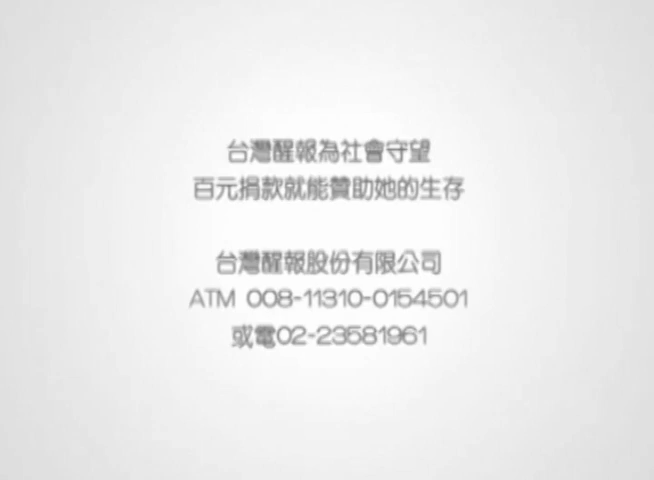 台灣醒報為社會守望
百元捐款就能贊助她的生存
台灣醒報股份有限公司
ATM 008-11310-0154501
或電02-23581961